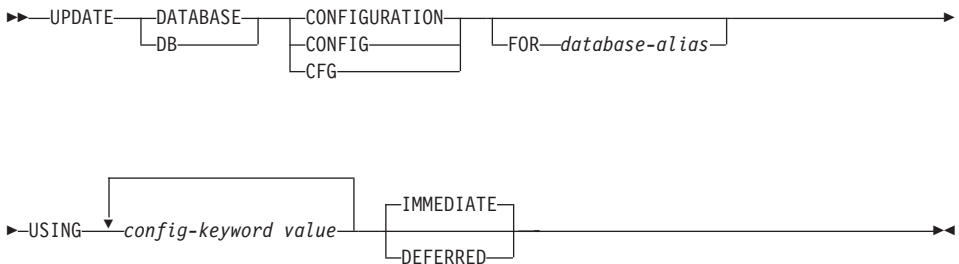 UPDATE DATABASE CONFIGURATION
DB CONFIG FOR database-alias
CFG
IMMEDIATE
USING config-keyword value
DEFERRED